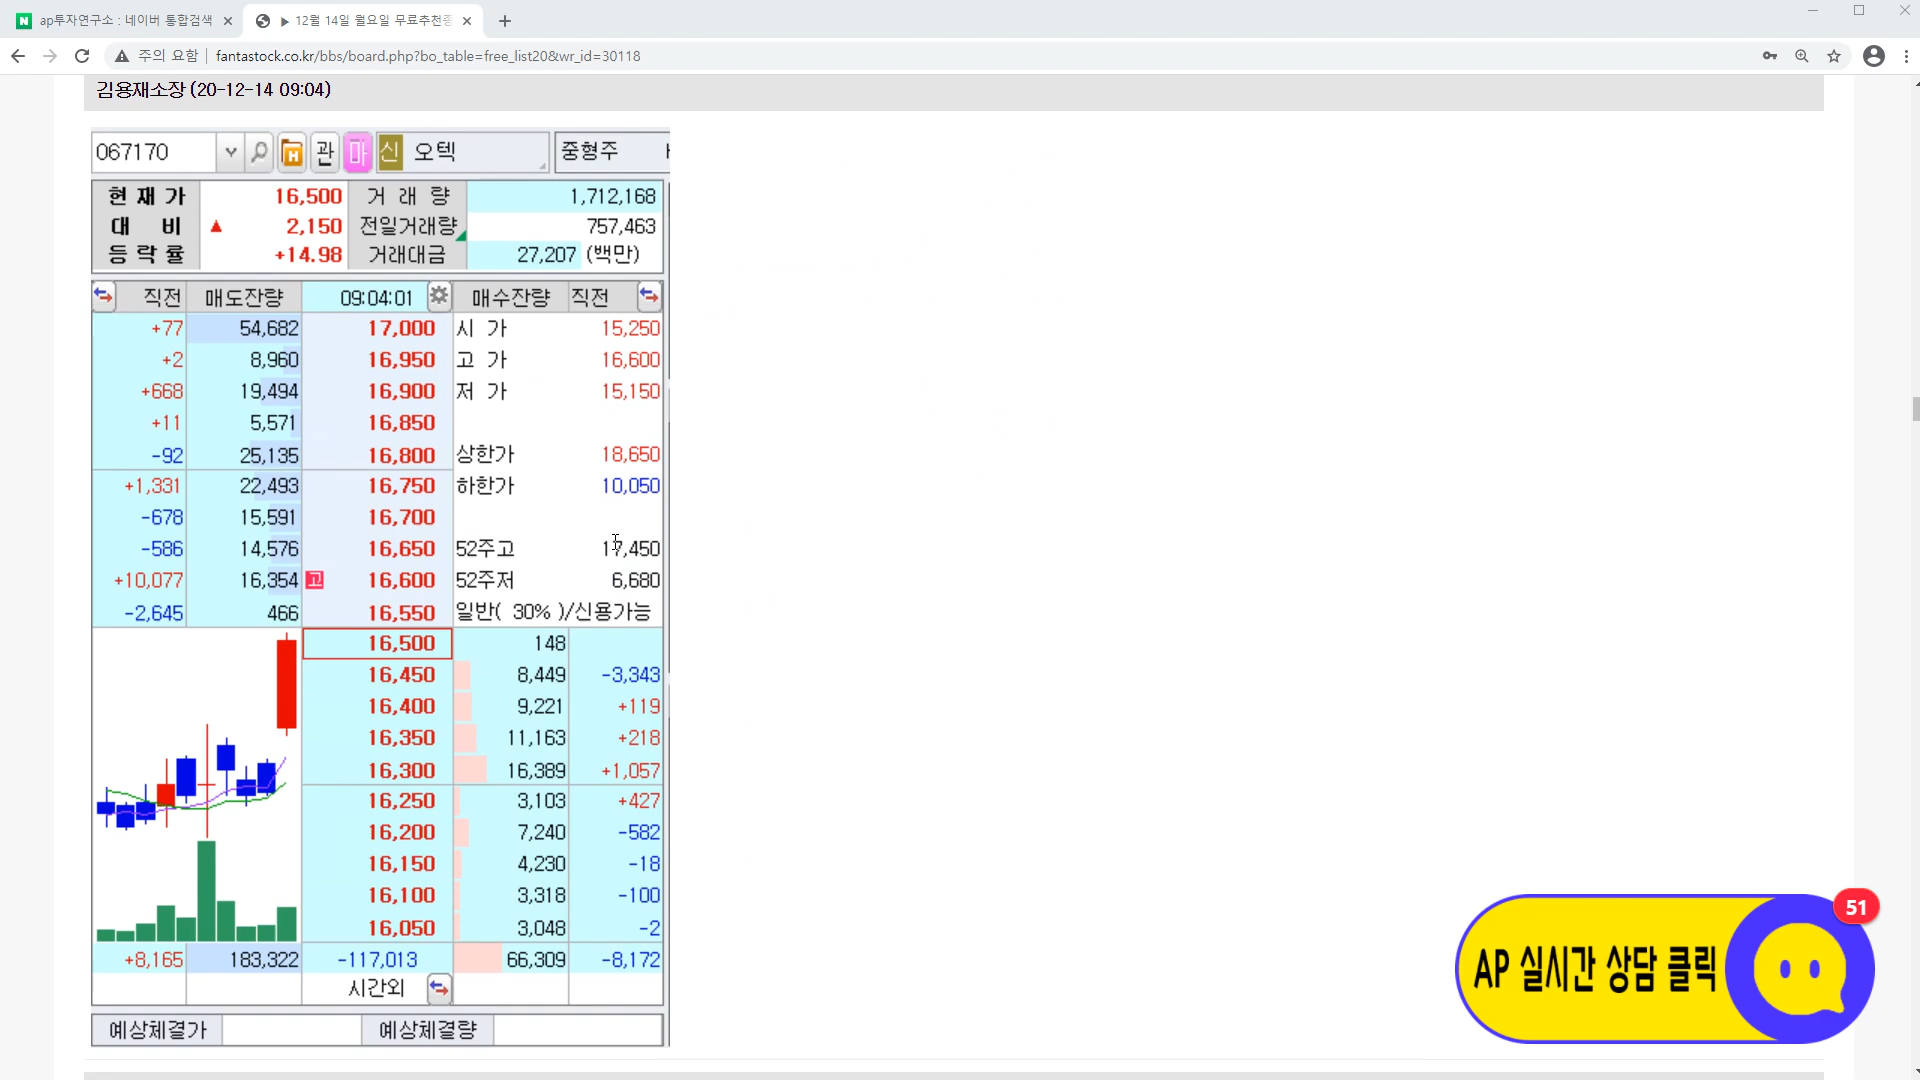 ap투자연구소 : 네이버 통합검색
▶ 12월 14일 월요일 무료추천종
주의 요함 | fantastock.co.kr/bbs/board.php?bo_table=free_list20&wr_id=30118
김용재소장 (20-12-14 09:04)
067170 관 마 신 오텍 중형주
현재가 16,500 거래량 1,712,168
대비 ▲ 2,150 전일거래량 757,463
등락률 +14.98 거래대금 27,207 (백만)
직전 매도잔량 09:04:01 매수잔량 직전
+77 54,682 17,000 시 가 15,250
+2 8,960 16,950 고 가 16,600
+668 19,494 16,900 저 가 15,150
+11 5,571 16,850
-92 25,135 16,800 상한가 18,650
+1,331 22,493 16,750 하한가 10,050
-678 15,591 16,700
-586 14,576 16,650 52주고 17,450
+10,077 16,354 고 16,600 52주저 6,680
-2,645 466 16,550 일반( 30% )/신용가능
16,500 148
16,450 8,449 -3,343
16,400 9,221 +119
16,350 11,163 +218
16,300 16,389 +1,057
16,250 3,103 +427
16,200 7,240 -582
16,150 4,230 -18
16,100 3,318 -100
16,050 3,048 -2
+8,165 183,322 -117,013 66,309 -8,172
시간외
예상체결가 예상체결량
AP 실시간 상담 클릭
51